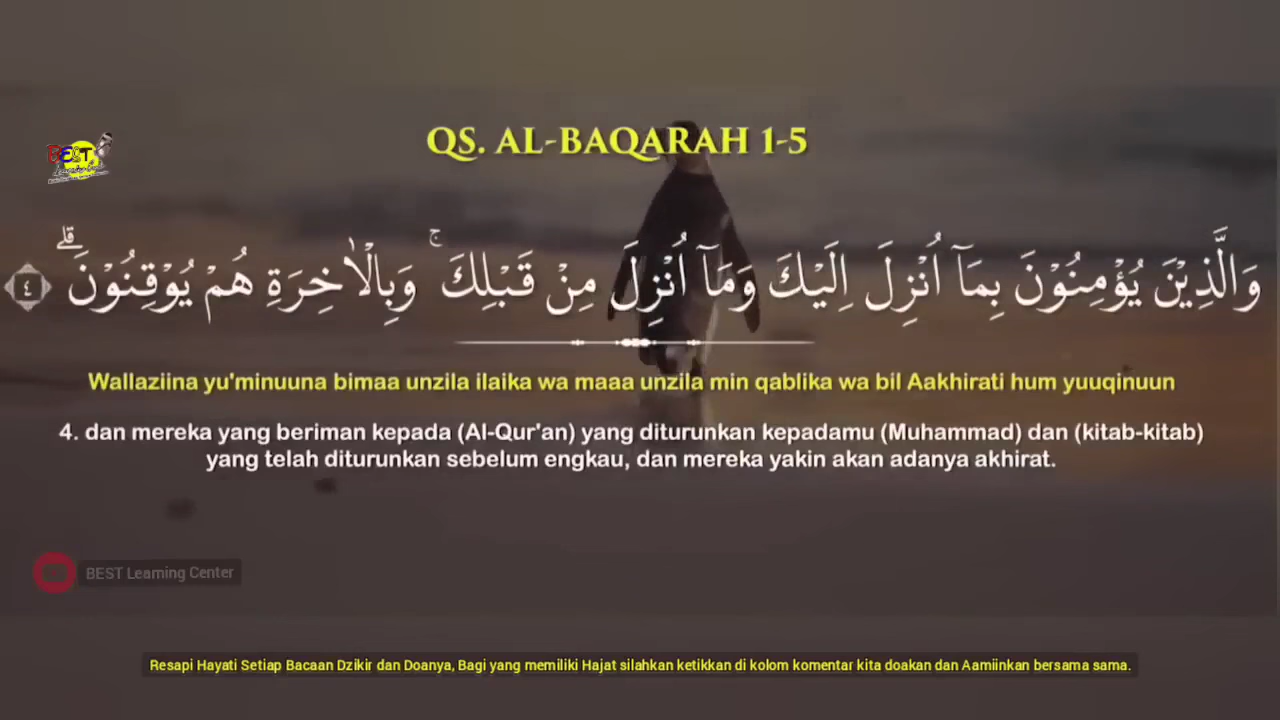 QS. AL-BAQARAH 1-5
BEST
وَالَّذِيْنَ يُؤْمِنُوْنَ بِمَآ اُنْزِلَ اِلَيْكَ وَمَآ اُنْزِلَ مِنْ قَبْلِكَ ۚ وَبِالْاٰخِرَةِ هُمْ يُوْقِنُوْنَ ۗ ٤
Wallaziina yu'minuuna bimaa unzila ilaika wa maaa unzila min qablika wa bil Aakhirati hum yuuqinuun
4. dan mereka yang beriman kepada (Al-Qur'an) yang diturunkan kepadamu (Muhammad) dan (kitab-kitab)
yang telah diturunkan sebelum engkau, dan mereka yakin akan adanya akhirat.
BEST Learning Center
Resapi Hayati Setiap Bacaan Dzikir dan Doanya, Bagi yang memiliki Hajat silahkan ketikkan di kolom komentar kita doakan dan Aamiinkan bersama sama.